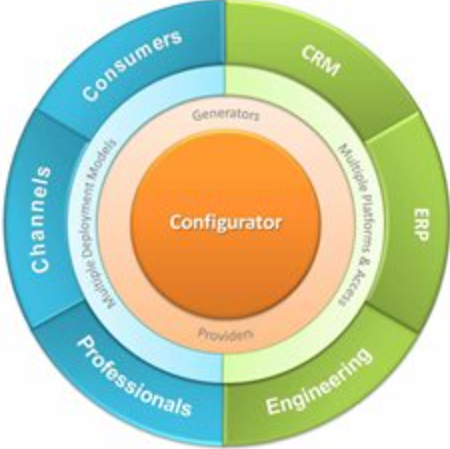 Consumers
CRM
Generators
Channels
Multiple Deployment Models
Configurator
Multiple Platforms & Access
ERP
Providers
Professionals
Engineering